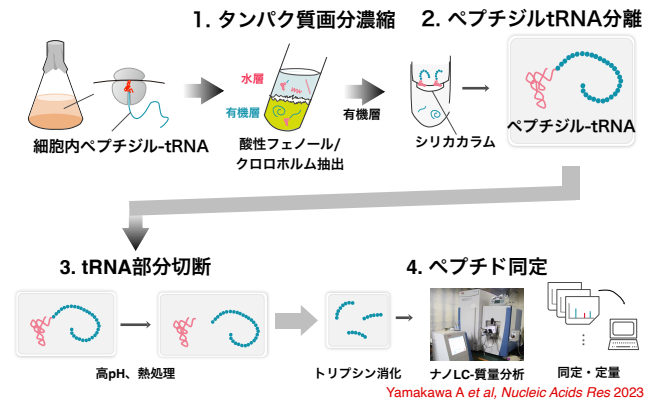 1. タンパク質画分濃縮
2. ペプチジルtRNA分離
水層
有機層
細胞内ペプチジル-tRNA
酸性フェノール/
クロロホルム抽出
有機層
シリカカラム
ペプチジル-tRNA
3. tRNA部分切断
4. ペプチド同定
高pH、熱処理
トリプシン消化
ナノLC-質量分析
同定・定量
Yamakawa A et al, Nucleic Acids Res 2023